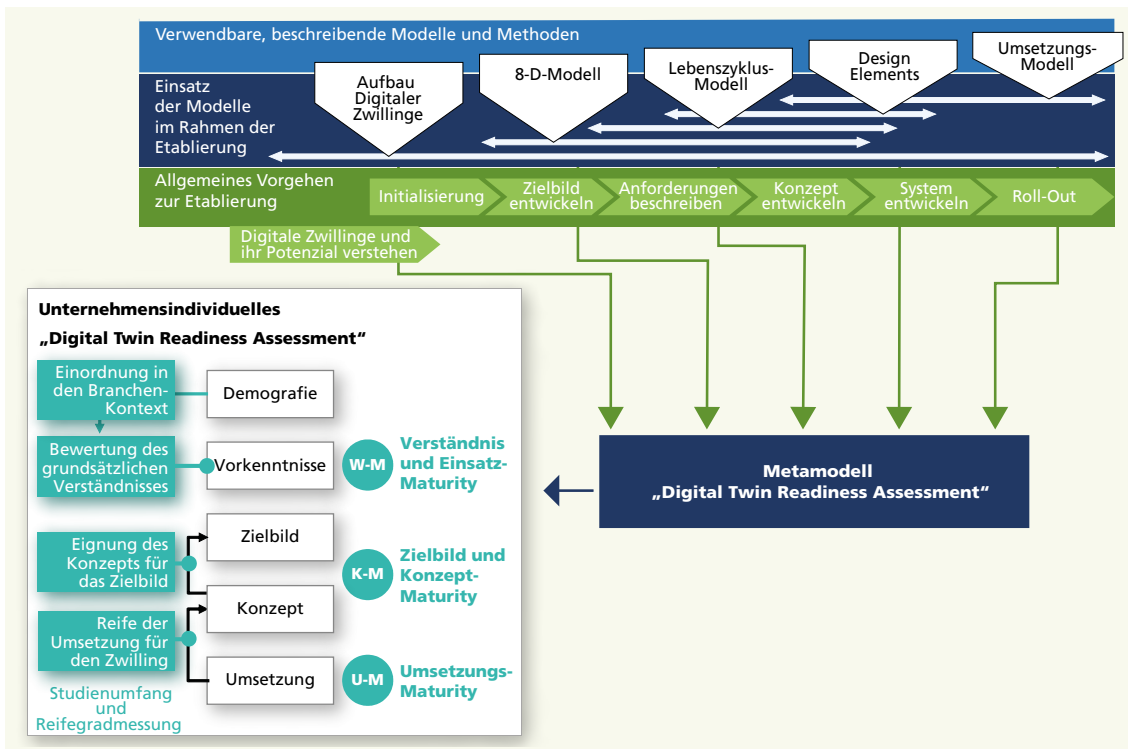 Verwendbare, beschreibende Modelle und Methoden
Aufbau
Digitaler
Zwillinge
8-D-Modell
Lebenszyklus-
Modell
Design
Elements
Umsetzungs-
Modell
Einsatz
der Modelle
im Rahmen der
Etablierung
Allgemeines Vorgehen
zur Etablierung
Initialisierung
Zielbild
entwickeln
Anforderungen
beschreiben
Konzept
entwickeln
System
entwickeln
Roll-Out
Digitale Zwillinge und
ihr Potenzial verstehen
Unternehmensindividuelles
„Digital Twin Readiness Assessment“
Einordnung in
den Branchen-
Kontext
Demografie
Bewertung des
grundsätzlichen
Verständnisses
Vorkenntnisse
W-M
Verständnis
und Einsatz-
Maturity
Eignung des
Konzepts für
das Zielbild
Zielbild
K-M
Zielbild und
Konzept-
Maturity
Konzept
Reife der
Umsetzung für
den Zwilling
Umsetzung
U-M
Umsetzungs-
Maturity
Studienumfang
und
Reifegradmessung
Metamodell
„Digital Twin Readiness Assessment“